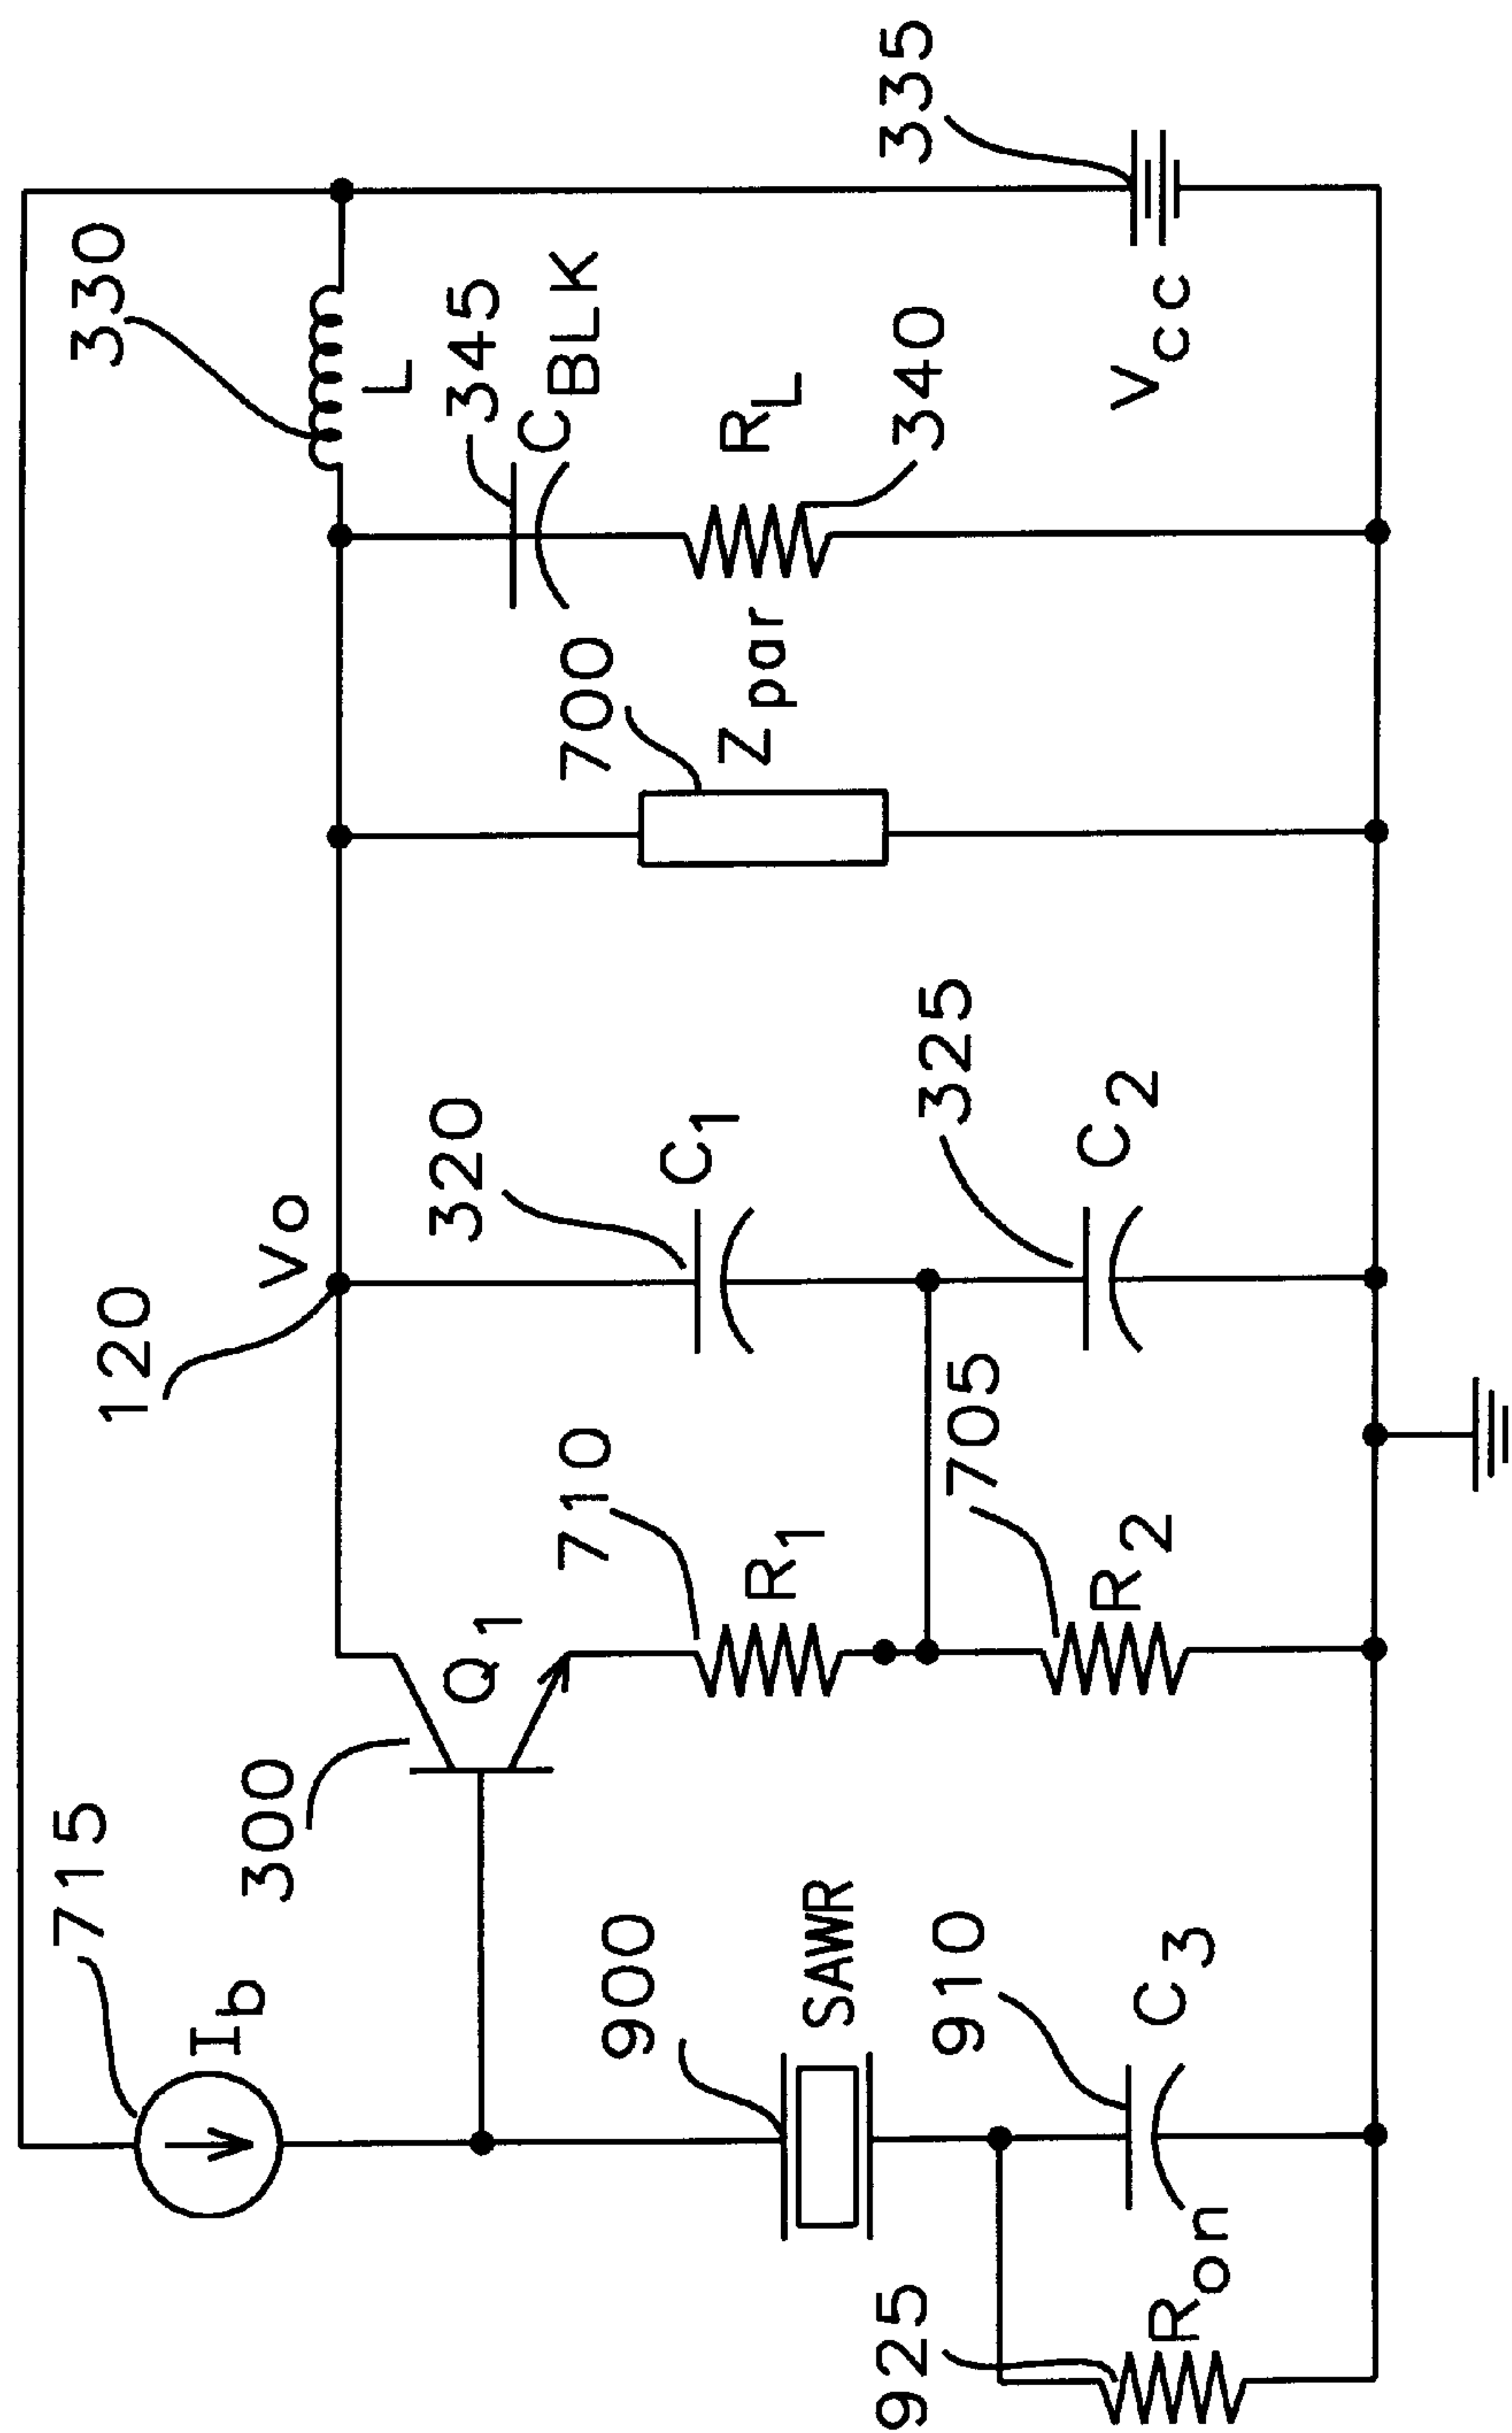 715
I b
300
Q 1
120
Vo
330
L
345
C BLK
R L
340
335
V cc
700
Z par
320
C 1
325
C 2
710
R 1
705
R 2
900
SAWR
910
C 3
925
R on